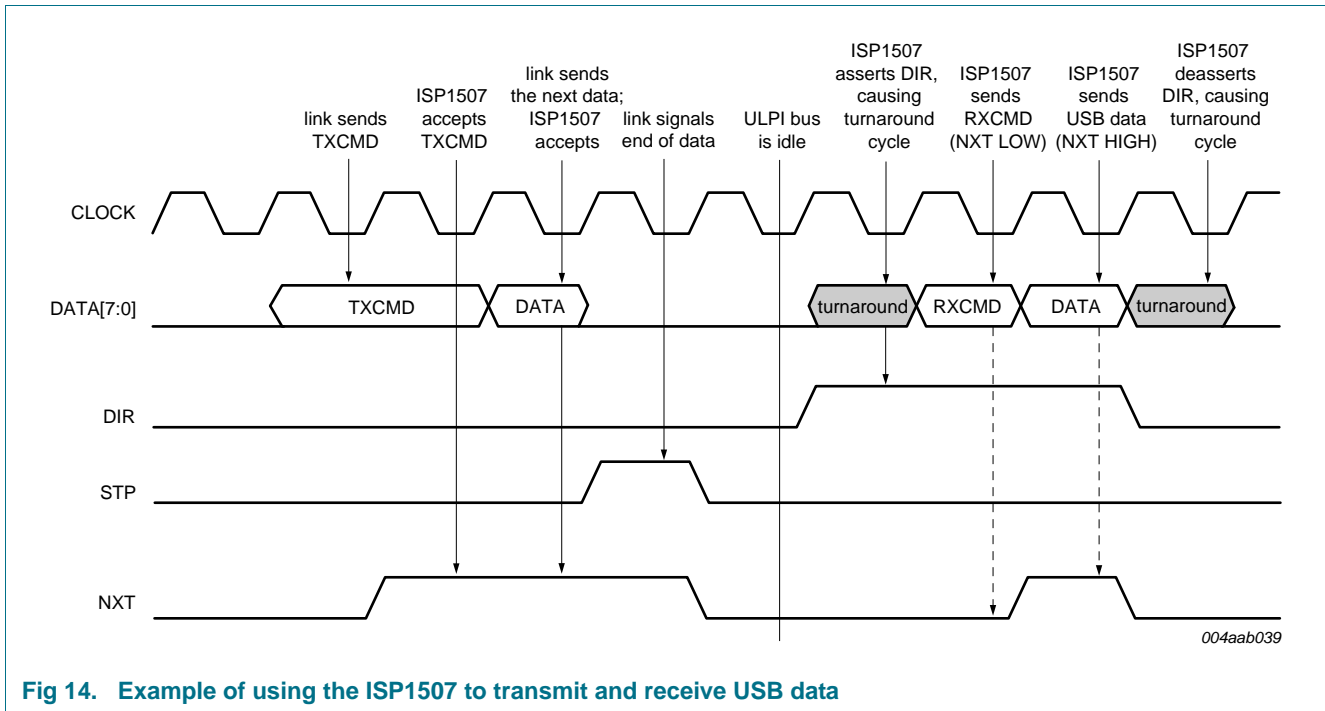 link sends
TXCMD
ISP1507
accepts
TXCMD
link sends
the next data;
ISP1507
accepts
link signals
end of data
ULPI bus
is idle
ISP1507
asserts DIR,
causing
turnaround
cycle
ISP1507
sends
RXCMD
(NXT LOW)
ISP1507
sends
USB data
(NXT HIGH)
ISP1507
deasserts
DIR, causing
turnaround
cycle
CLOCK
DATA[7:0]
TXCMD
DATA
turnaround
RXCMD
DATA
turnaround
DIR
STP
NXT
004aab039
Fig 14. Example of using the ISP1507 to transmit and receive USB data